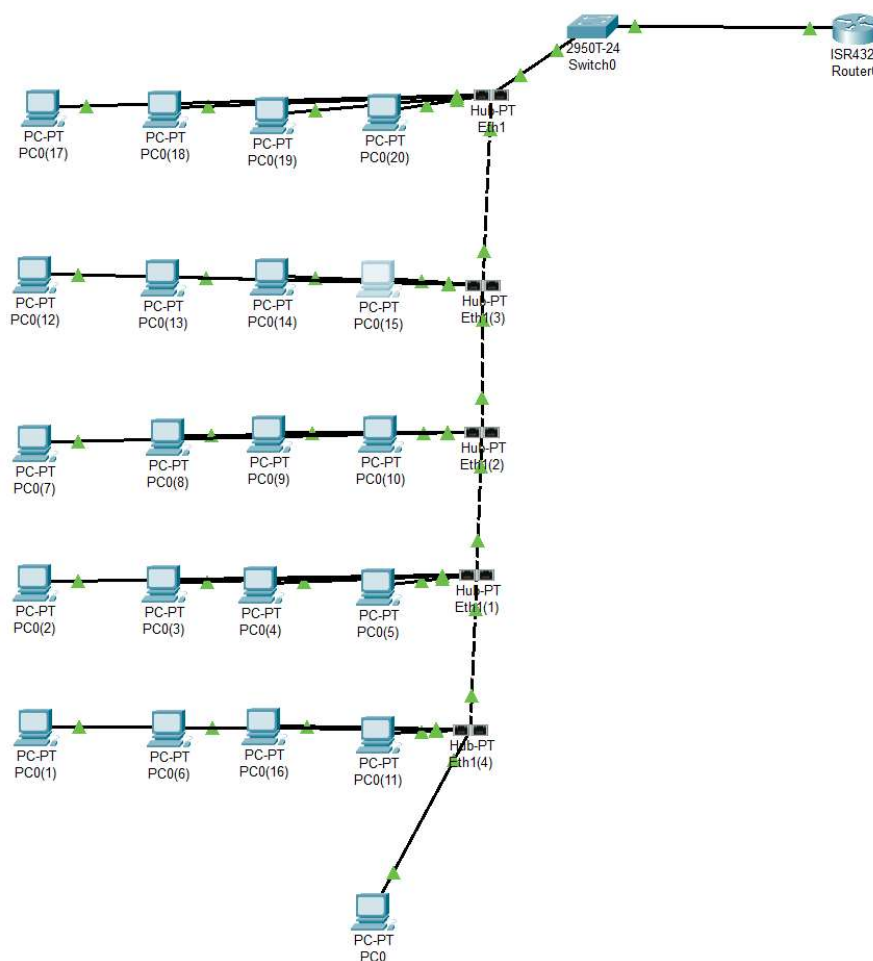 2950T-24
Switch0
ISR432
Router
PC-PT
PC0(17)
PC-PT
PC0(18)
PC-PT
PC0(19)
PC-PT
PC0(20)
Hub-PT
Eth1
PC-PT
PC0(12)
PC-PT
PC0(13)
PC-PT
PC0(14)
PC-PT
PC0(15)
Hub-PT
Eth1(3)
PC-PT
PC0(7)
PC-PT
PC0(8)
PC-PT
PC0(9)
PC-PT
PC0(10)
Hub-PT
Eth1(2)
PC-PT
PC0(2)
PC-PT
PC0(3)
PC-PT
PC0(4)
PC-PT
PC0(5)
Hub-PT
Eth1(1)
PC-PT
PC0(1)
PC-PT
PC0(6)
PC-PT
PC0(16)
PC-PT
PC0(11)
Hub-PT
Eth1(4)
PC-PT
PC0